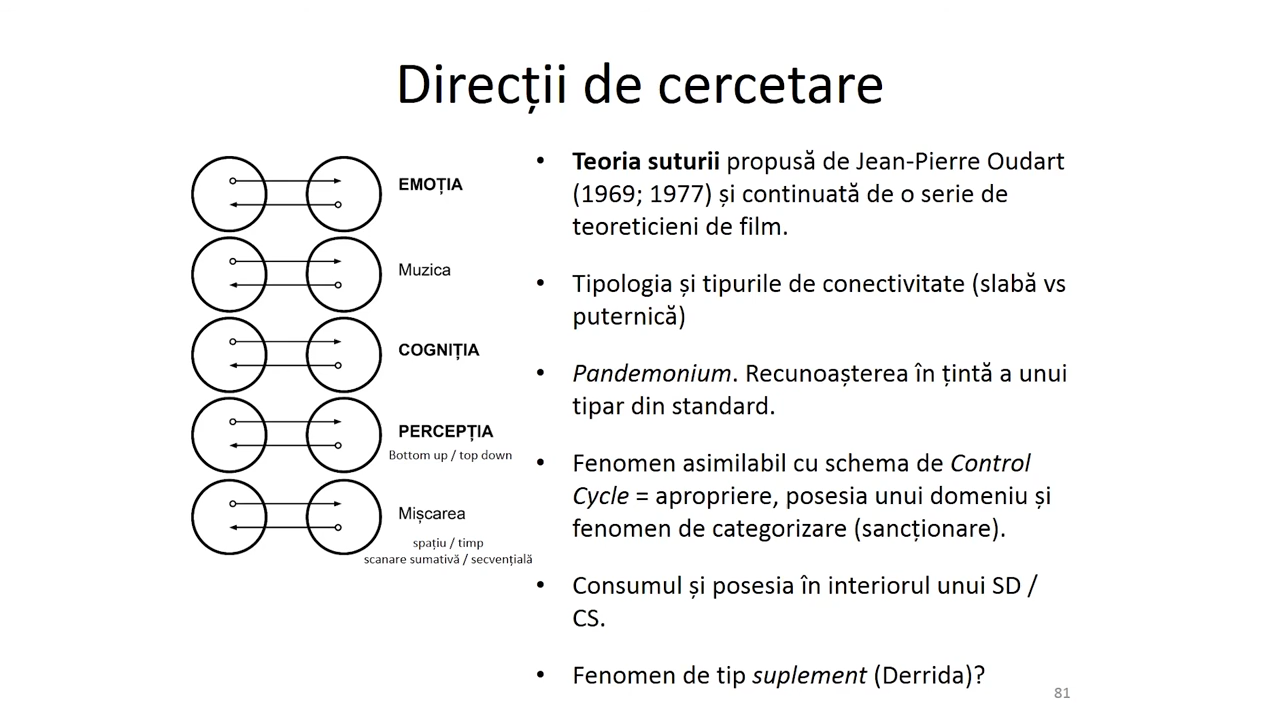 Direcții de cercetare
EMOȚIA
Muzica
COGNIȚIA
PERCEPȚIA
Bottom up / top down
Mișcarea
spațiu / timp
scanare sumativă / secvențială
• Teoria suturii propusă de Jean-Pierre Oudart
(1969; 1977) și continuată de o serie de
teoreticieni de film.
• Tipologia și tipurile de conectivitate (slabă vs
puternică)
• Pandemonium. Recunoașterea în țintă a unui
tipar din standard.
• Fenomen asimilabil cu schema de Control
Cycle = apropriere, posesia unui domeniu și
fenomen de categorizare (sancționare).
• Consumul și posesia în interiorul unui SD /
CS.
• Fenomen de tip suplement (Derrida)?
81